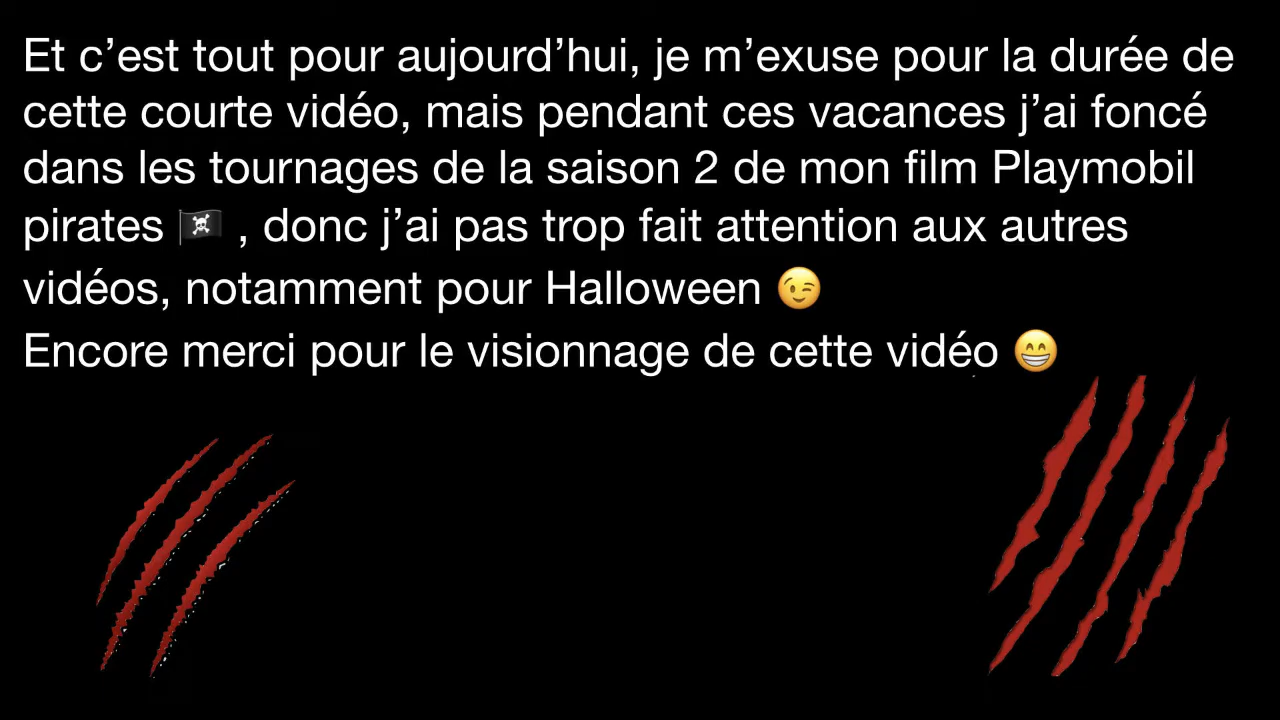 Et c’est tout pour aujourd’hui, je m’exuse pour la durée de
cette courte vidéo, mais pendant ces vacances j’ai foncé
dans les tournages de la saison 2 de mon film Playmobil
pirates 🏴‍☠️ , donc j’ai pas trop fait attention aux autres
vidéos, notamment pour Halloween 😉
Encore merci pour le visionnage de cette vidéo 😁